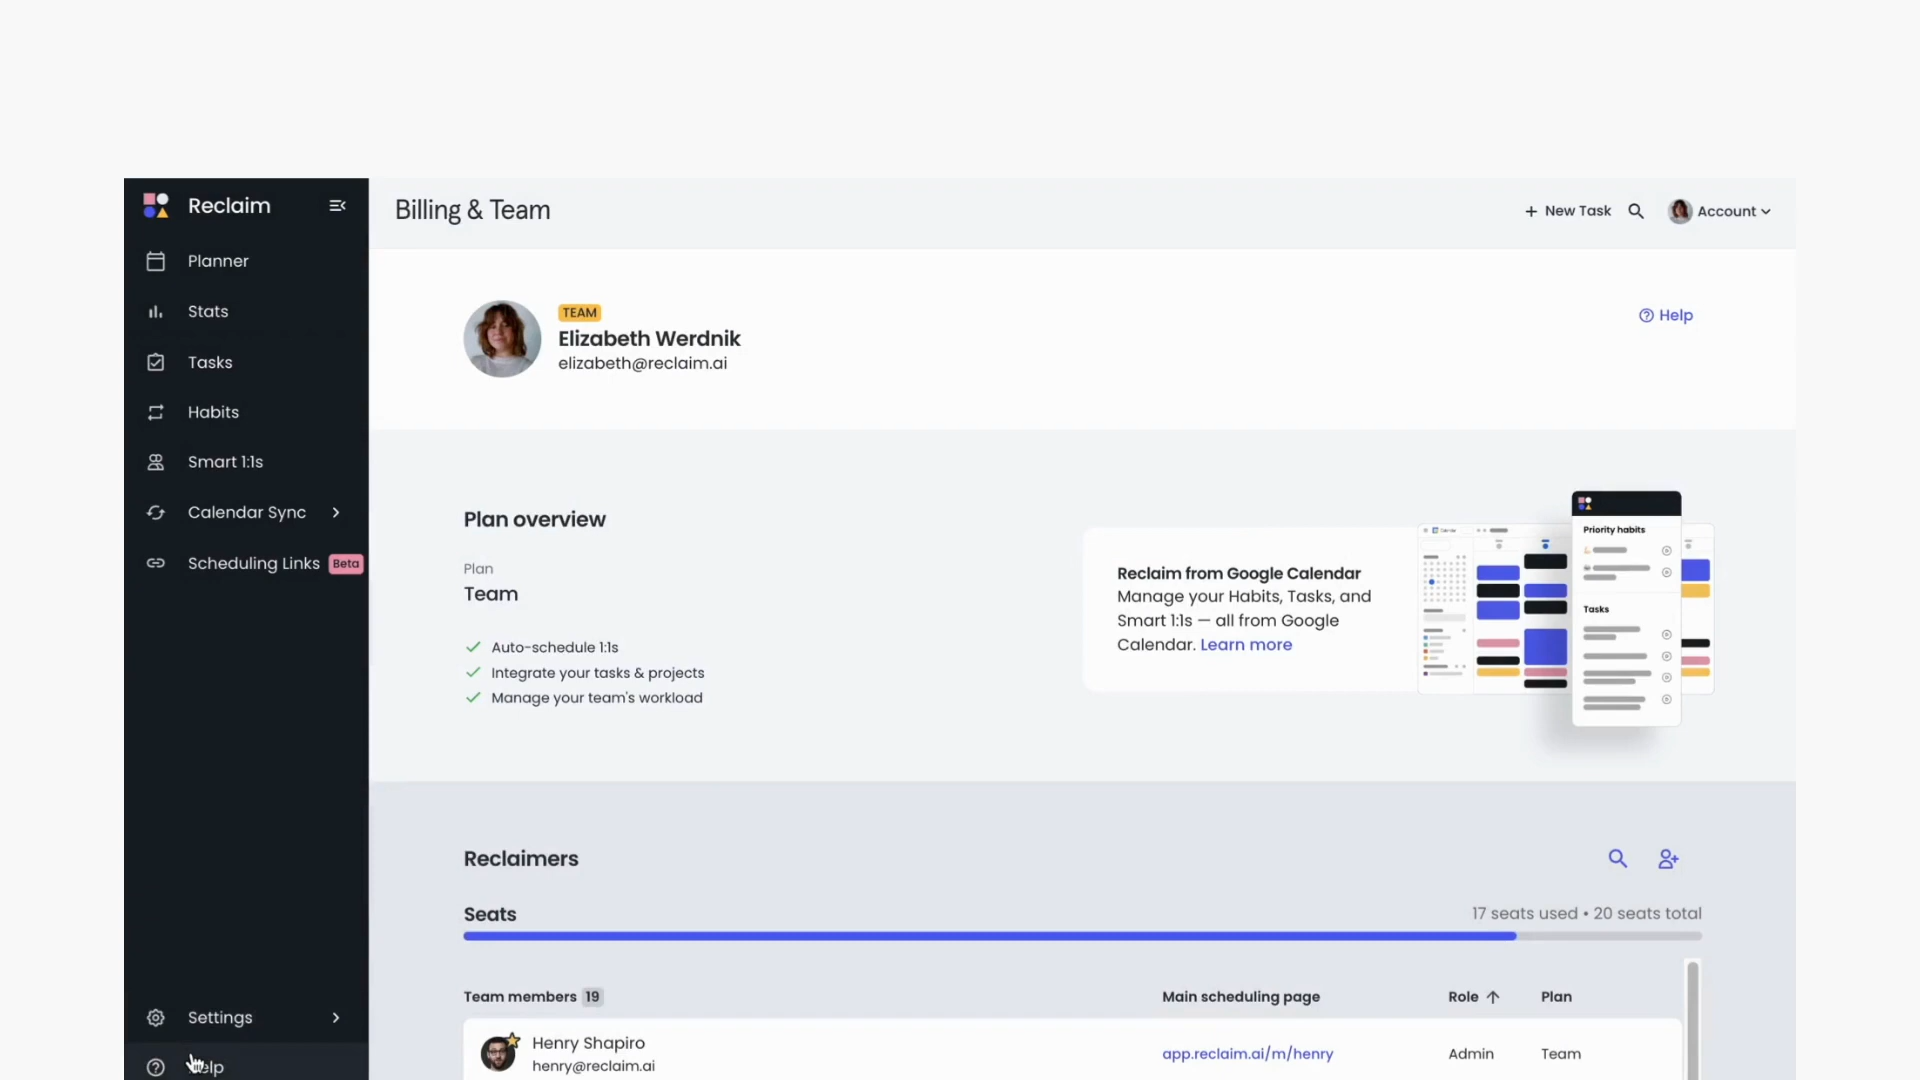 Reclaim
Billing & Team
+ New Task
Account
Planner
Stats
Tasks
Habits
Smart 1:1s
Calendar Sync
Scheduling Links Beta
Settings
TEAM
Elizabeth Werdnik
elizabeth@reclaim.ai
Help
Plan overview
Plan
Team
Auto-schedule 1:1s
Integrate your tasks & projects
Manage your team's workload
Reclaim from Google Calendar
Manage your Habits, Tasks, and
Smart 1:1s — all from Google
Calendar. Learn more
Priority habits
Tasks
Reclaimers
Seats
17 seats used • 20 seats total
Team members 19
Main scheduling page
Role
Plan
Henry Shapiro
henry@reclaim.ai
app.reclaim.ai/m/henry
Admin
Team